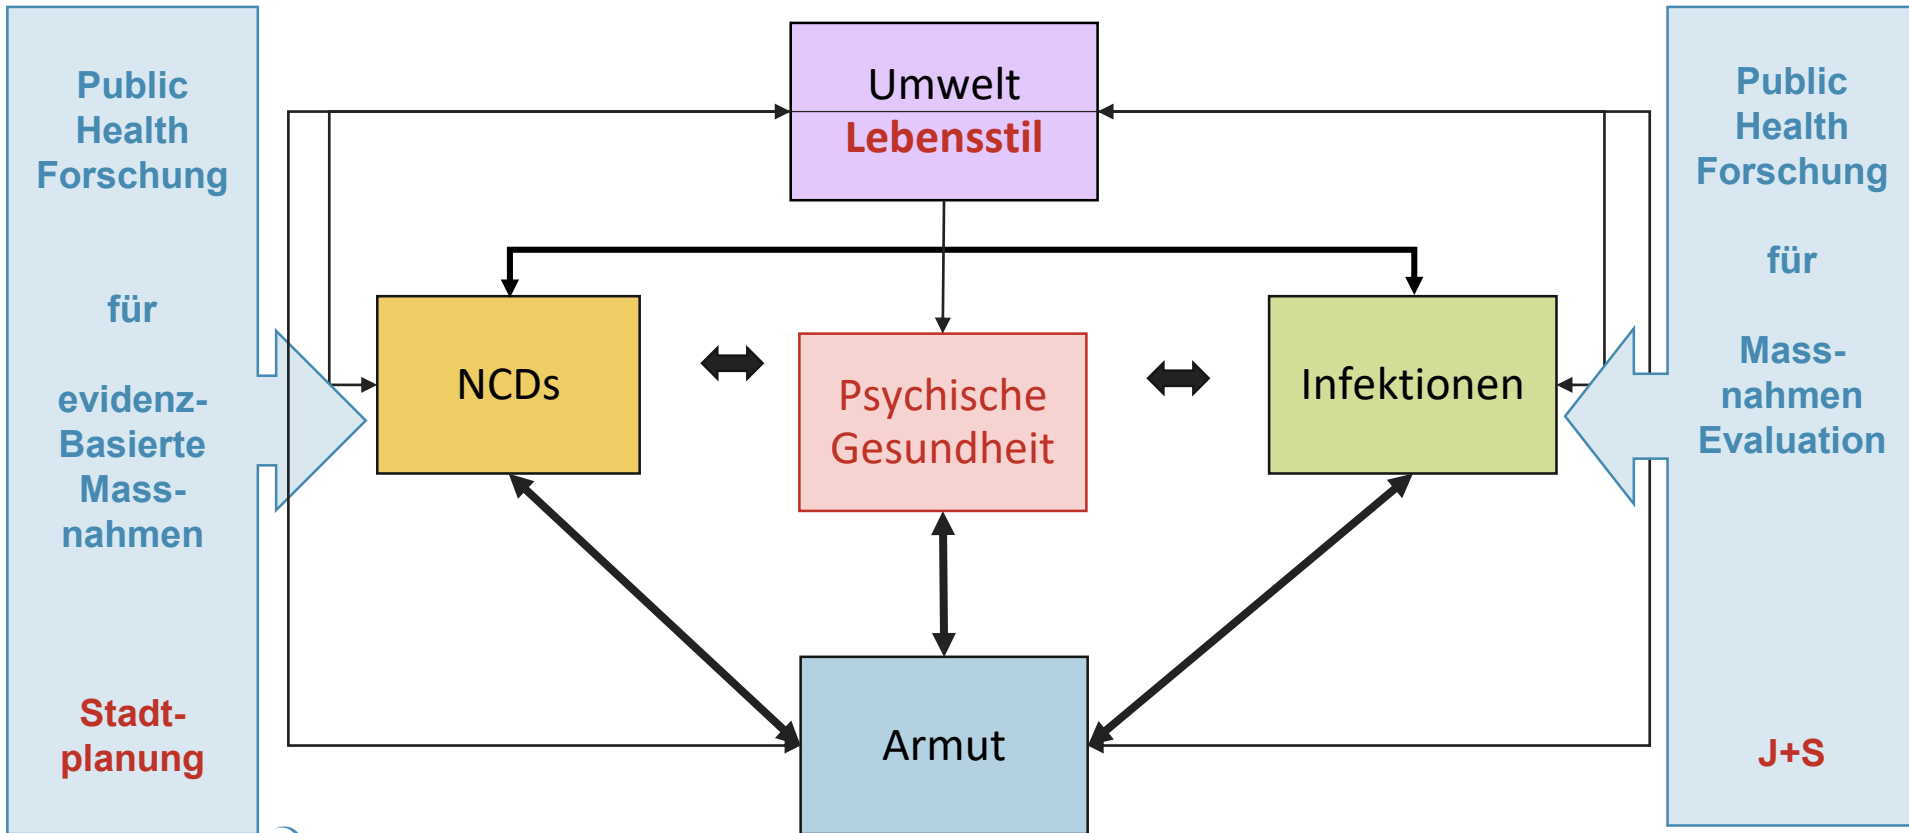 Public
Health
Forschung
für
evidenz-
Basierte
Mass-
nahmen
Stadt-
planung
Umwelt
Lebensstil
NCDs
Psychische
Gesundheit
Infektionen
Armut
Public
Health
Forschung
für
Mass-
nahmen
Evaluation
J+S